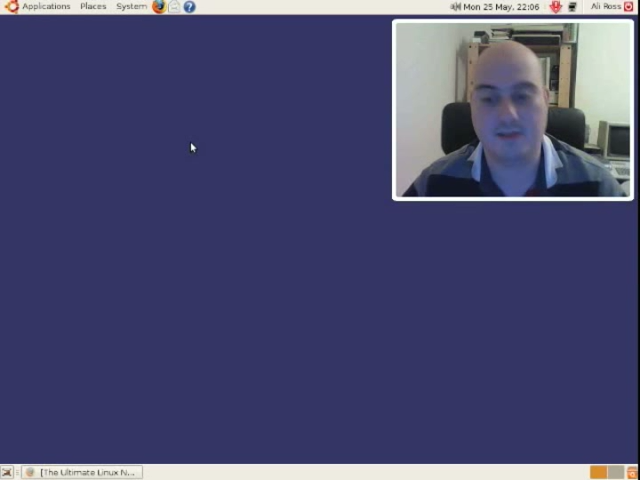 Applications Places System Mon 25 May, 22:06 Ali Ross
[The Ultimate Linux N...